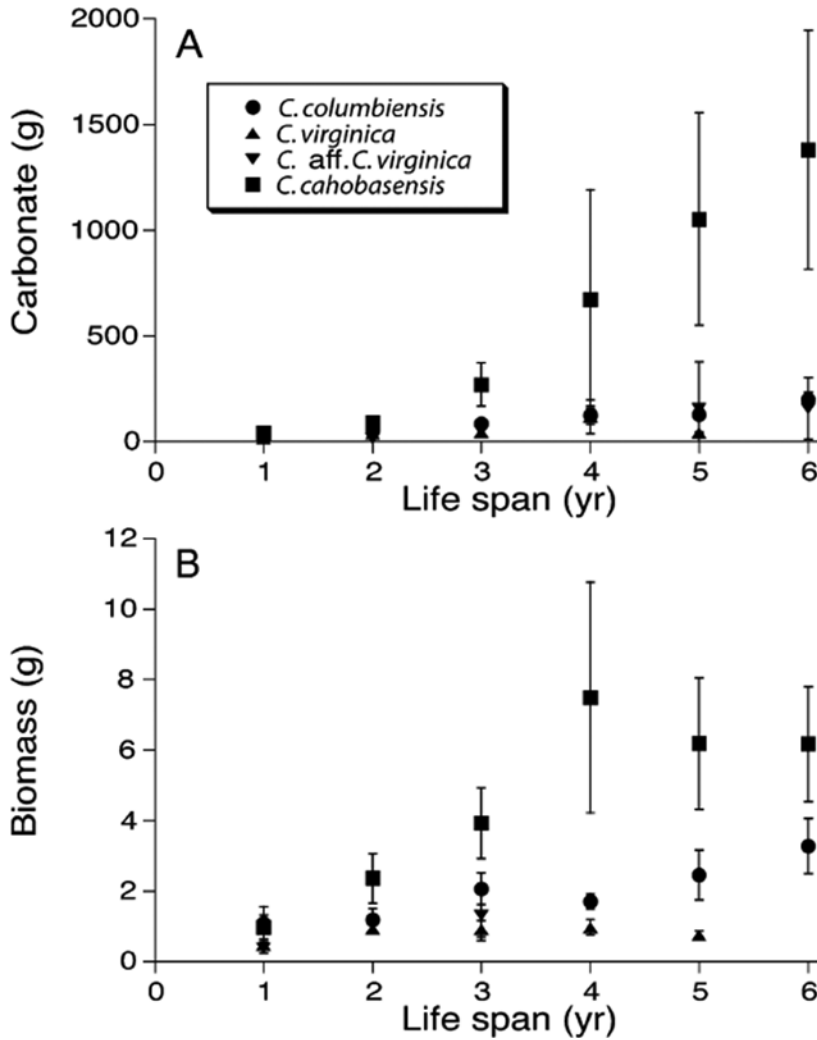 A
2000
1500
1000
500
0
Carbonate (g)
C. columbiensis
C. virginica
C. aff. C. virginica
C. cahobasensis
0 1 2 3 4 5 6
Life span (yr)
B
12
10
8
6
4
2
0
Biomass (g)
0 1 2 3 4 5 6
Life span (yr)